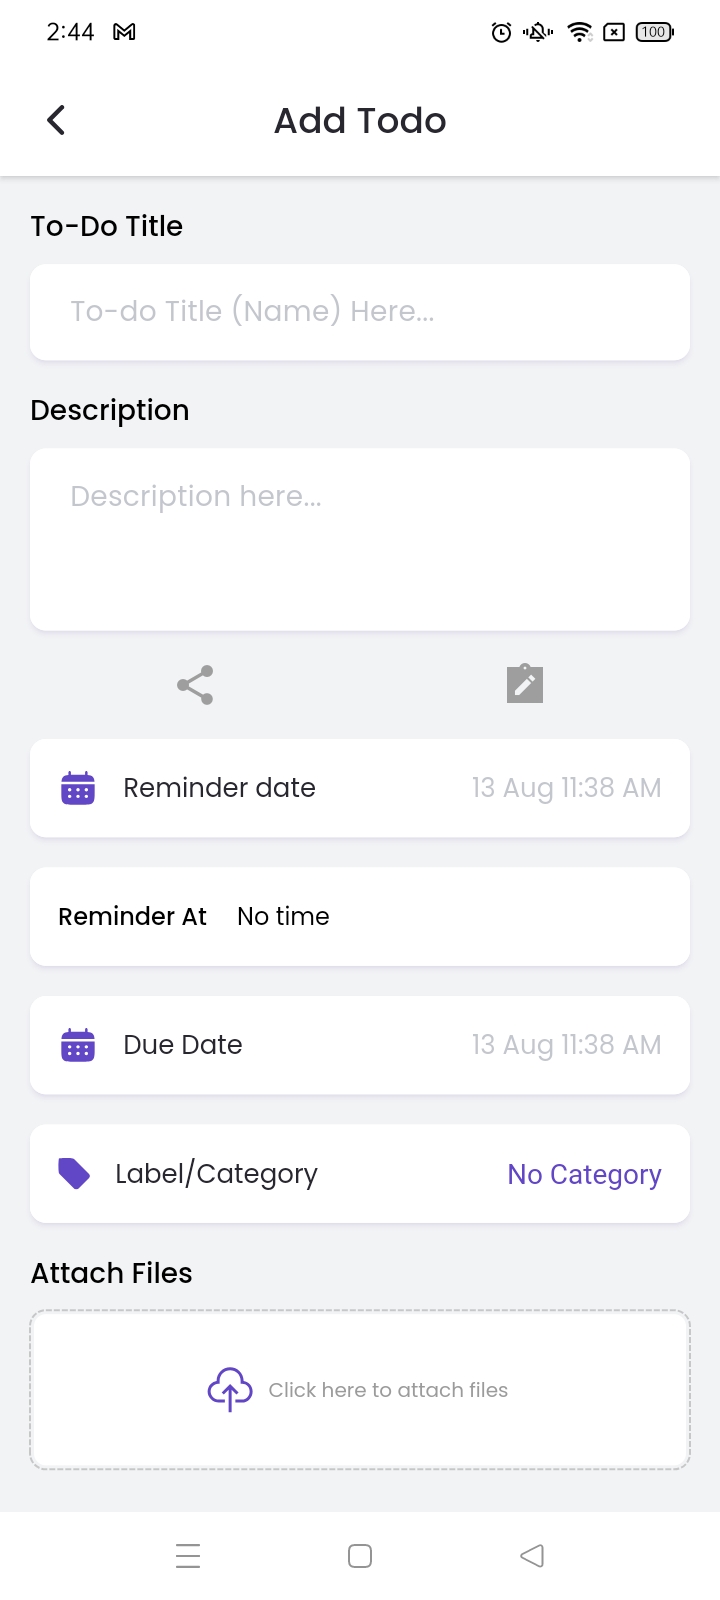 2:44
100
Add Todo
To-Do Title
To-do Title (Name) Here...
Description
Description here...
Reminder date 13 Aug 11:38 AM
Reminder At No time
Due Date 13 Aug 11:38 AM
Label/Category No Category
Attach Files
Click here to attach files